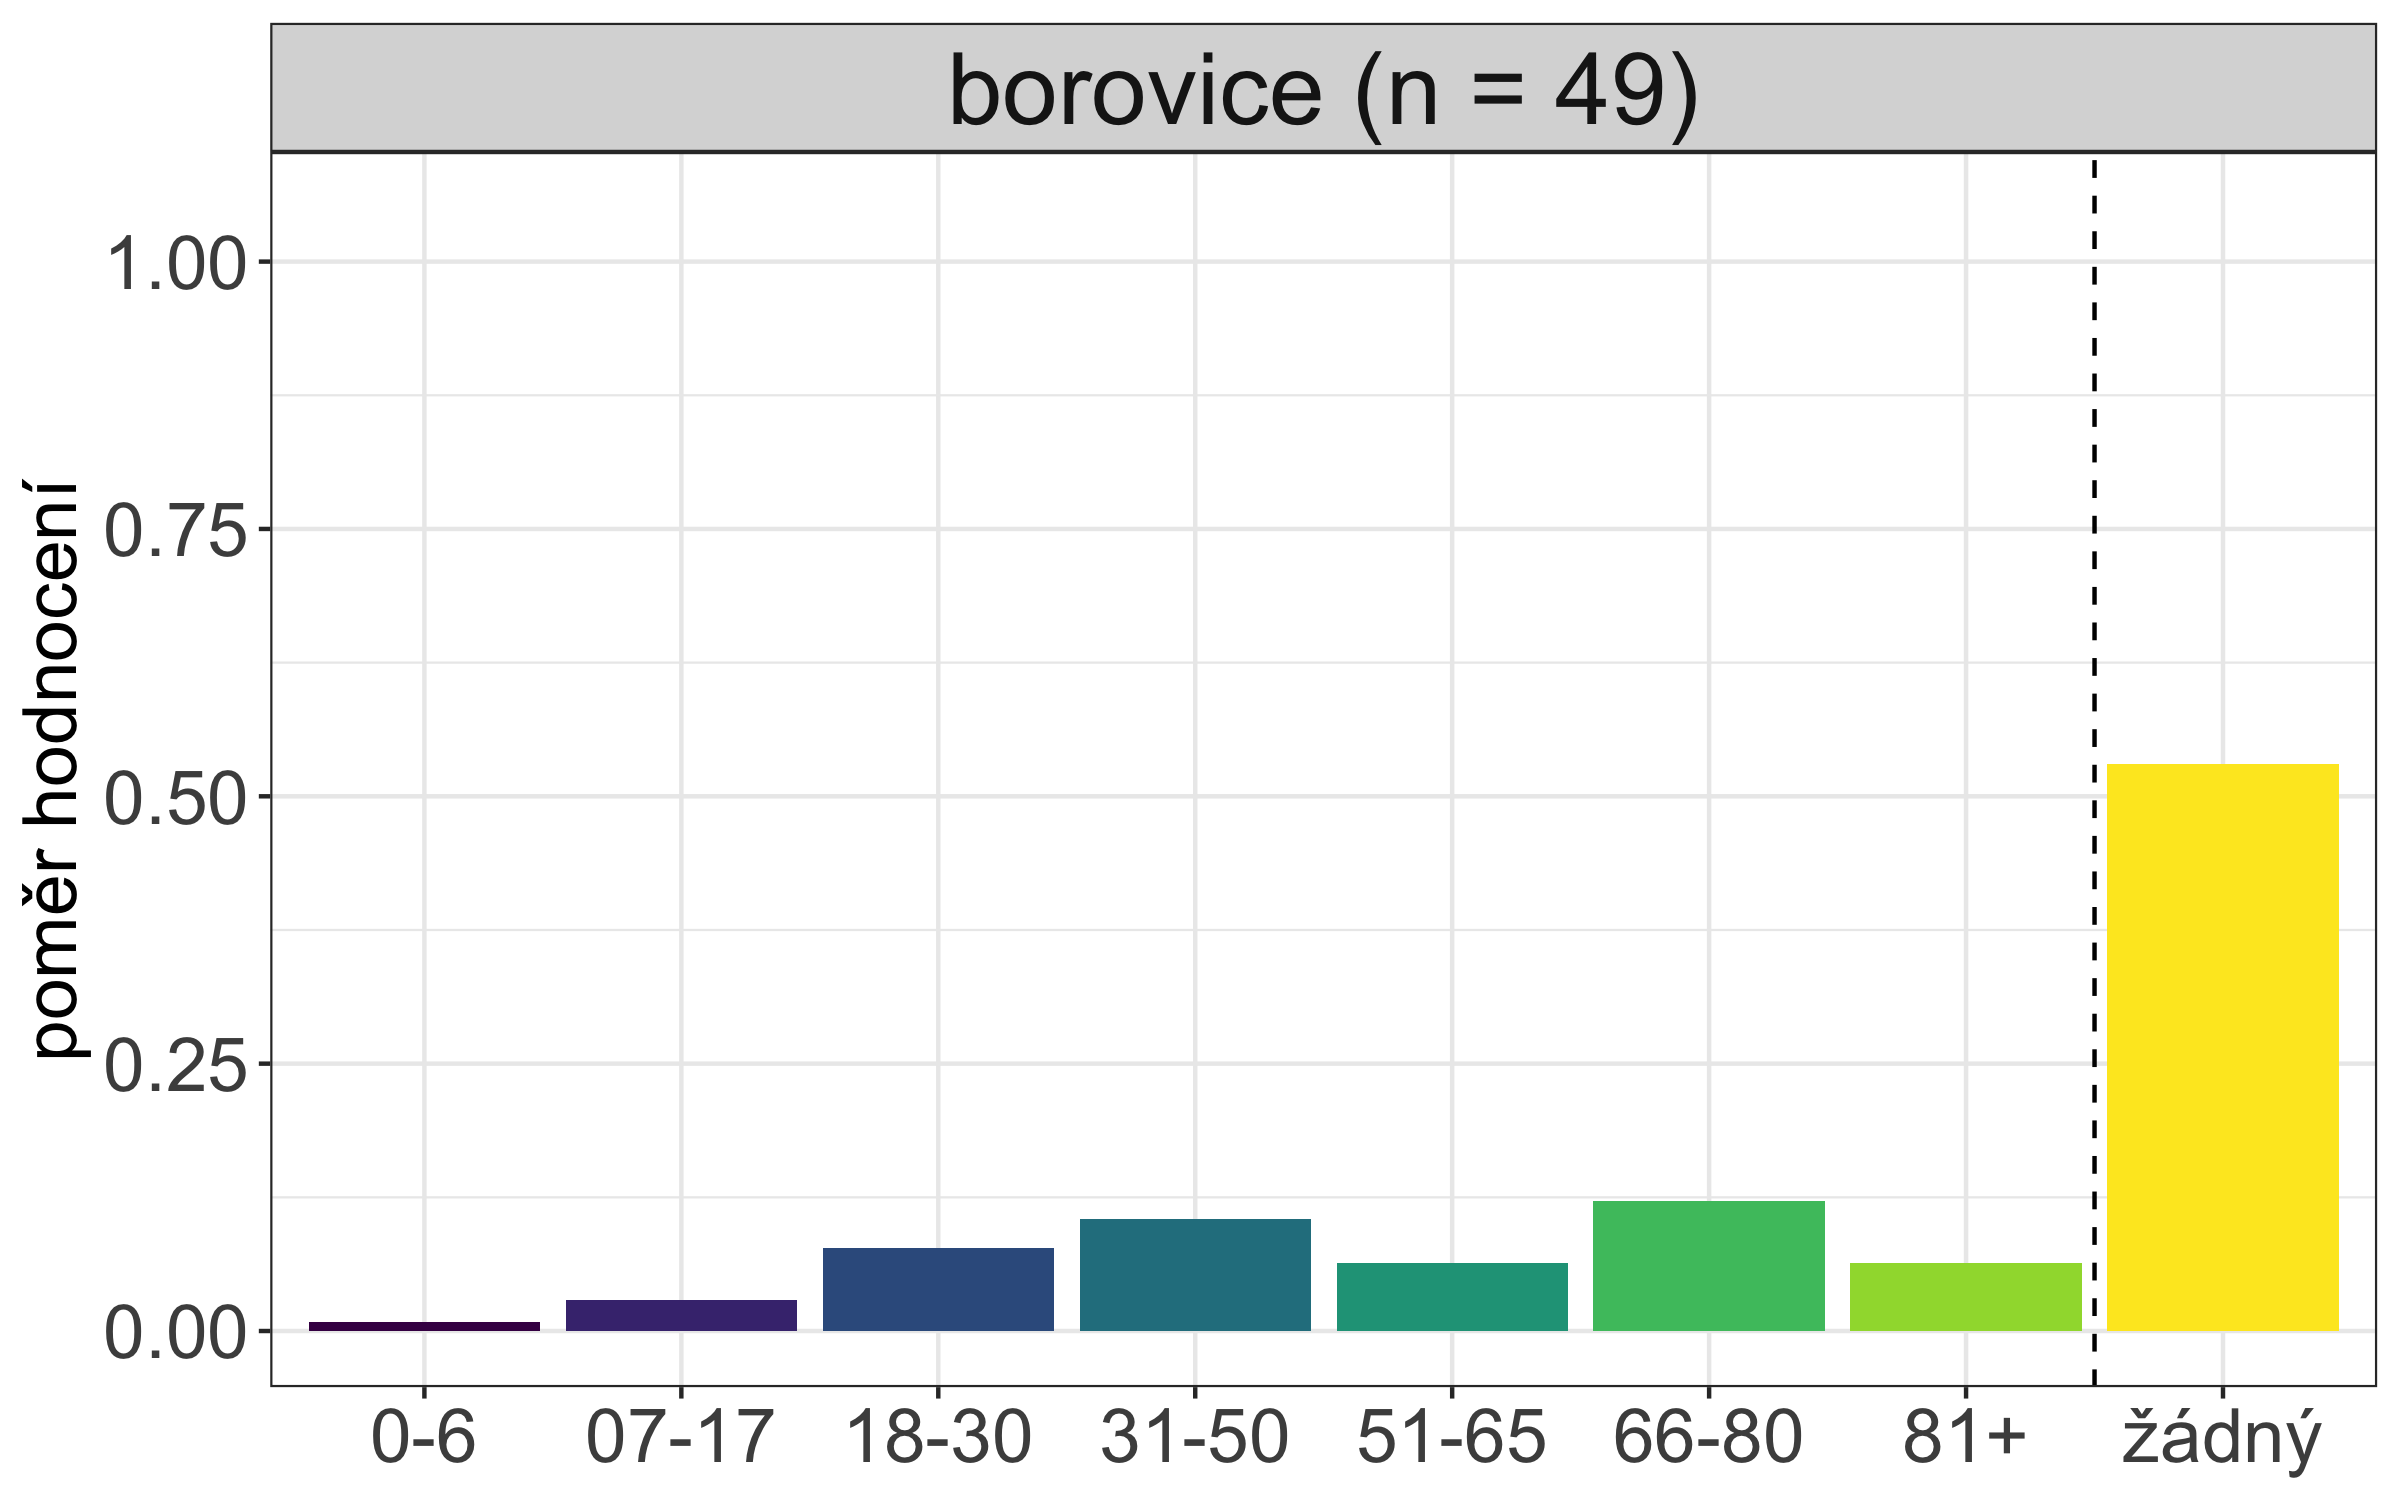 borovice (n = 49)
poměr hodnocení
1.00
0.75
0.50
0.25
0.00
0-6 07-17 18-30 31-50 51-65 66-80 81+ žádný